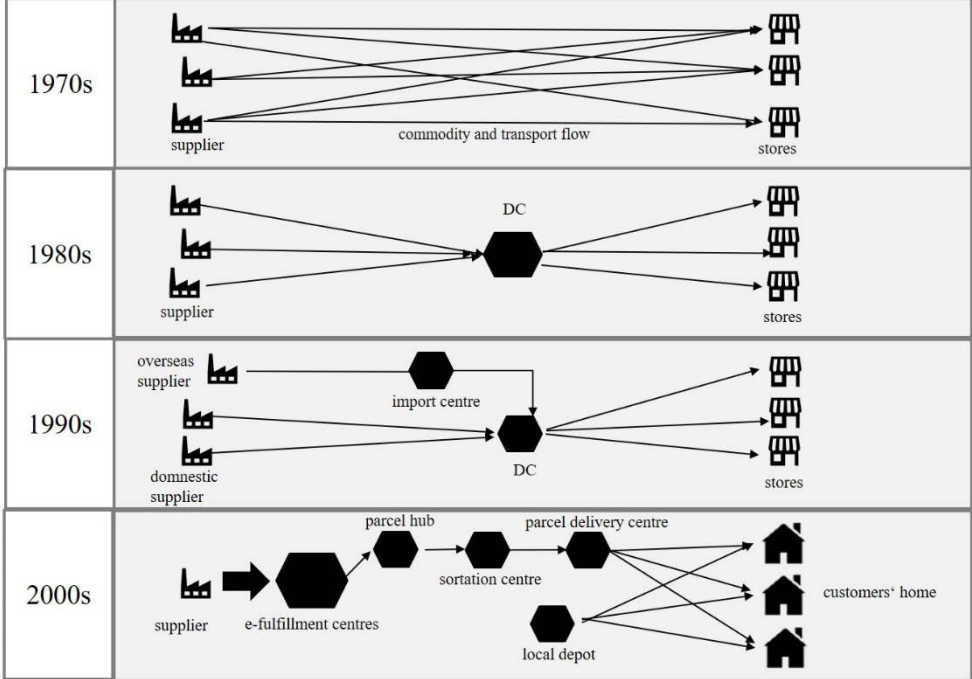 1970s
supplier
commodity and transport flow
stores
1980s
DC
supplier
stores
1990s
overseas
supplier
import centre
DC
domnestic
supplier
stores
2000s
parcel hub
parcel delivery centre
sortation centre
supplier
e-fulfillment centres
local depot
customers‘ home